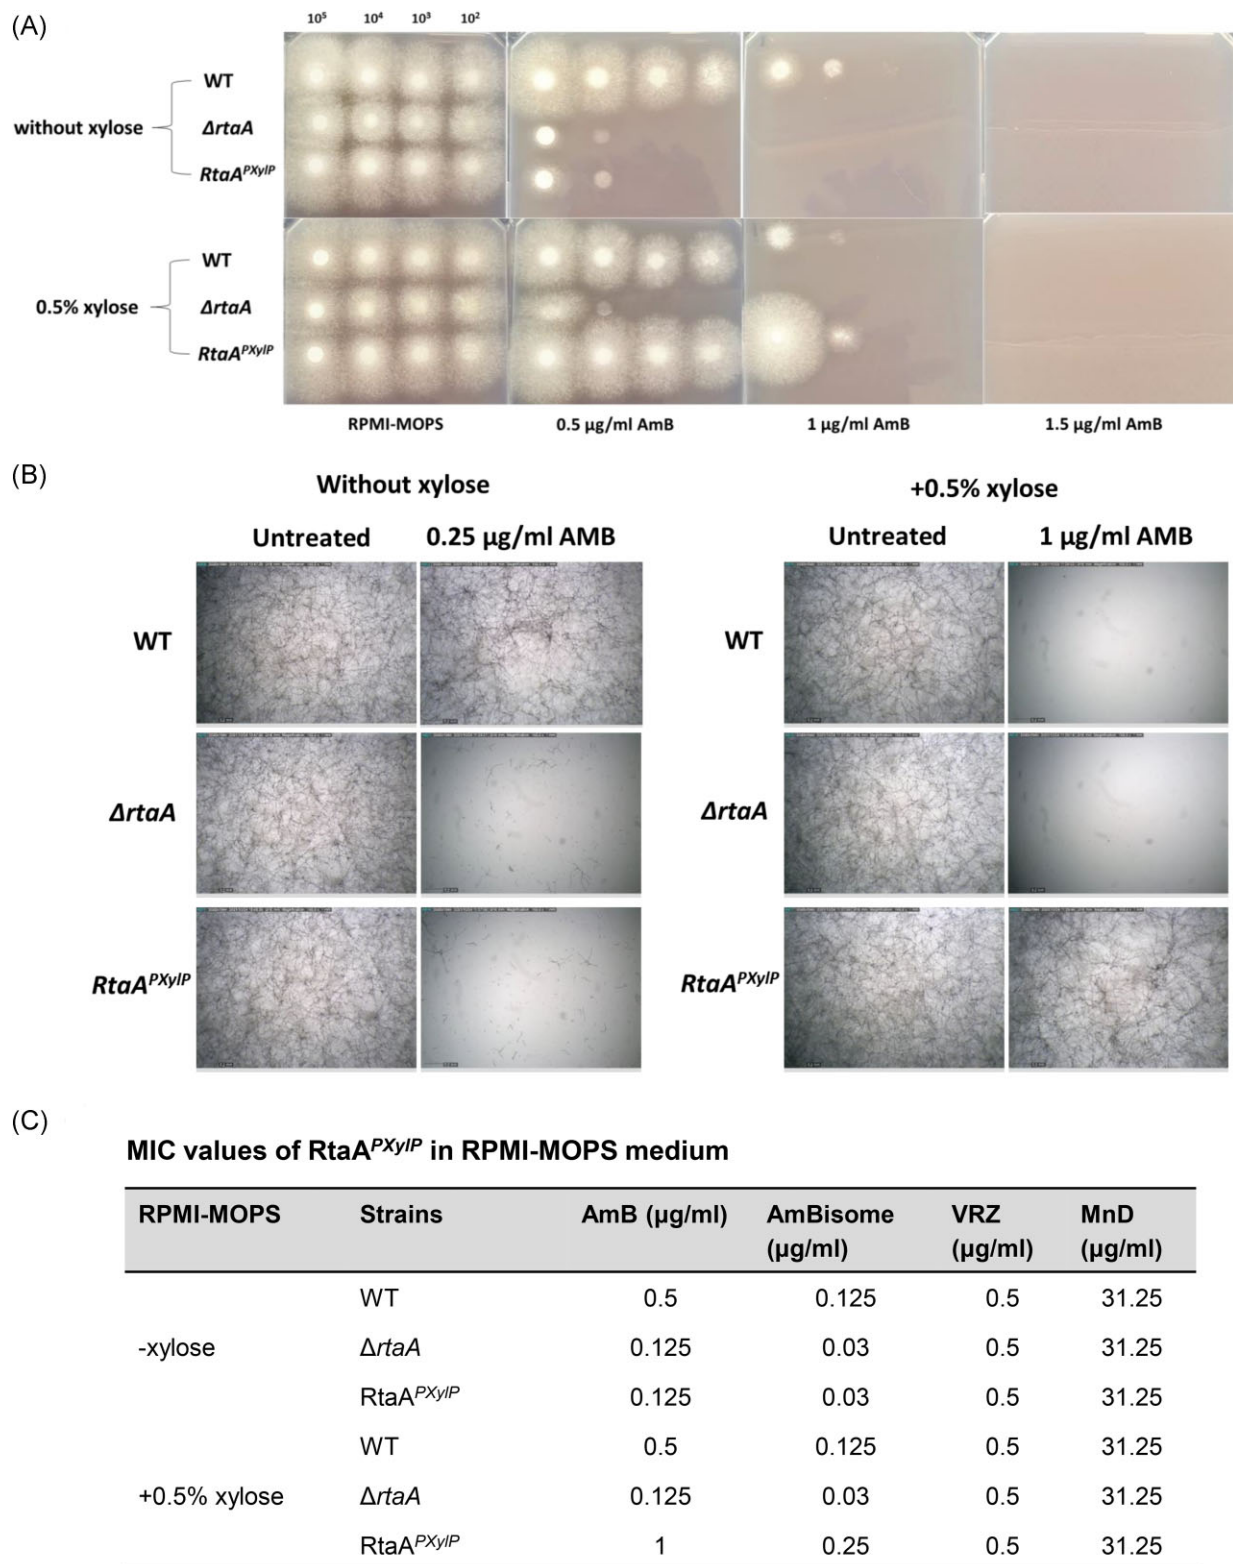 (A)
10⁵ 10⁴ 10³ 10²
WT
without xylose ΔrtaA
RtaA^PXylP
WT
0.5% xylose ΔrtaA
RtaA^PXylP
RPMI-MOPS 0.5 µg/ml AmB 1 µg/ml AmB 1.5 µg/ml AmB
(B)
Without xylose +0.5% xylose
Untreated 0.25 µg/ml AMB Untreated 1 µg/ml AMB
WT WT
ΔrtaA ΔrtaA
RtaA^PXylP RtaA^PXylP
(C)
MIC values of RtaA^PXylP in RPMI-MOPS medium
RPMI-MOPS Strains AmB (µg/ml) AmBisome (µg/ml) VRZ (µg/ml) MnD (µg/ml)
WT 0.5 0.125 0.5 31.25
-xylose ΔrtaA 0.125 0.03 0.5 31.25
RtaA^PXylP 0.125 0.03 0.5 31.25
WT 0.5 0.125 0.5 31.25
+0.5% xylose ΔrtaA 0.125 0.03 0.5 31.25
RtaA^PXylP 1 0.25 0.5 31.25